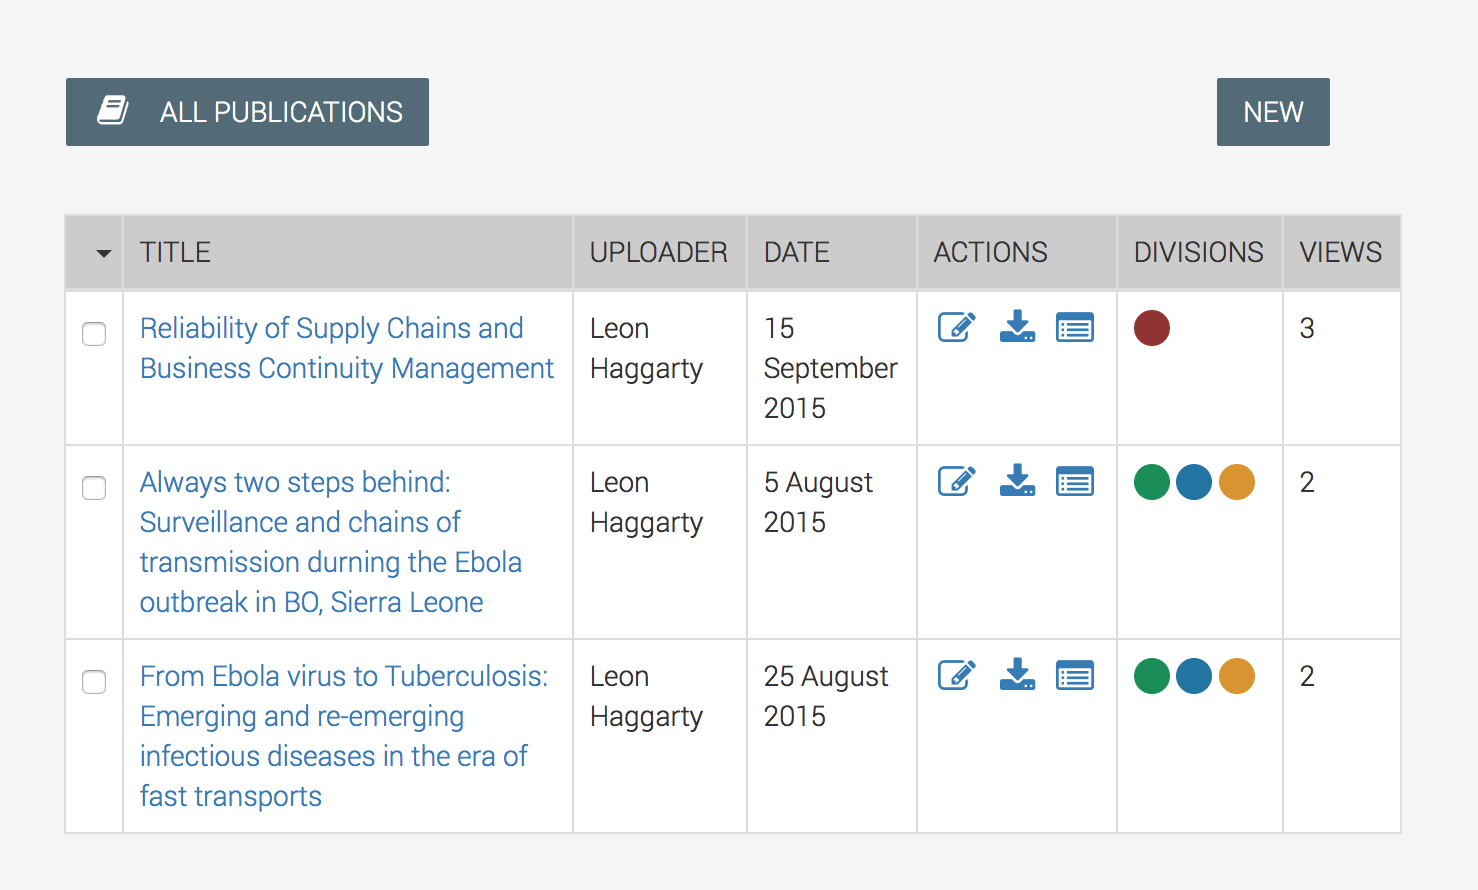 ALL PUBLICATIONS
NEW
TITLE UPLOADER DATE ACTIONS DIVISIONS VIEWS
Reliability of Supply Chains and
Business Continuity Management
Leon
Haggarty
15
September
2015
3
Always two steps behind:
Surveillance and chains of
transmission durning the Ebola
outbreak in BO, Sierra Leone
Leon
Haggarty
5 August
2015
2
From Ebola virus to Tuberculosis:
Emerging and re-emerging
infectious diseases in the era of
fast transports
Leon
Haggarty
25 August
2015
2